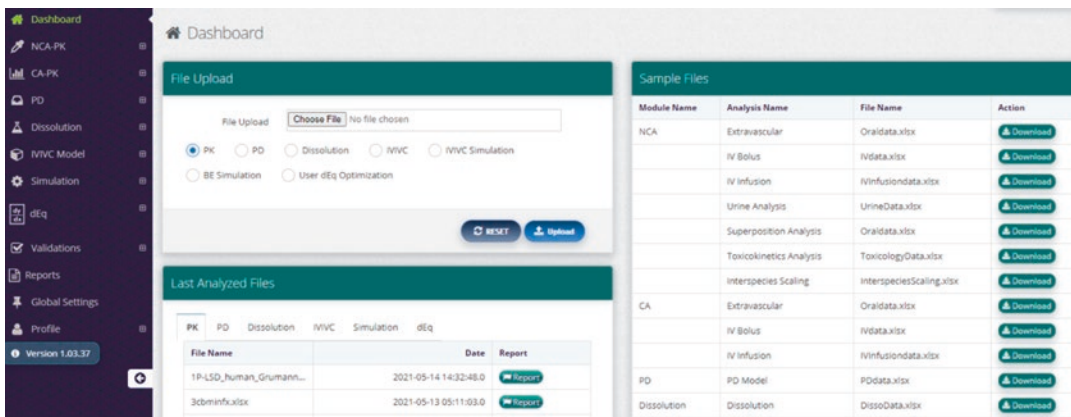 Dashboard
NCA-PK
CA-PK
PD
Dissolution
IVIVC Model
Simulation
dEq
Validations
Reports
Global Settings
Profile
Version 1.03.37
Dashboard
File Upload
File Upload Choose File No file chosen
PK PD Dissolution IVIVC IVIVC Simulation
BE Simulation User dEq Optimization
RESET Upload
Last Analyzed Files
PK PD Dissolution IVIVC Simulation dEq
File Name Date Report
1P-LSD_human_Grumann... 2021-05-14 14:32:48.0 Report
3cbminfx.xlsx 2021-05-13 05:11:03.0 Report
Sample Files
Module Name Analysis Name File Name Action
NCA Extravascular Oraldata.xlsx Download
IV Bolus IVdata.xlsx Download
IV Infusion IVInfusiondata.xlsx Download
Urine Analysis UrineData.xlsx Download
Superposition Analysis Oraldata.xlsx Download
Toxicokinetics Analysis ToxicologyData.xlsx Download
Interspecies Scaling InterspeciesScaling.xlsx Download
CA Extravascular Oraldata.xlsx Download
IV Bolus IVdata.xlsx Download
IV Infusion IVInfusiondata.xlsx Download
PD PD Model PDdata.xlsx Download
Dissolution Dissolution DissoData.xlsx Download